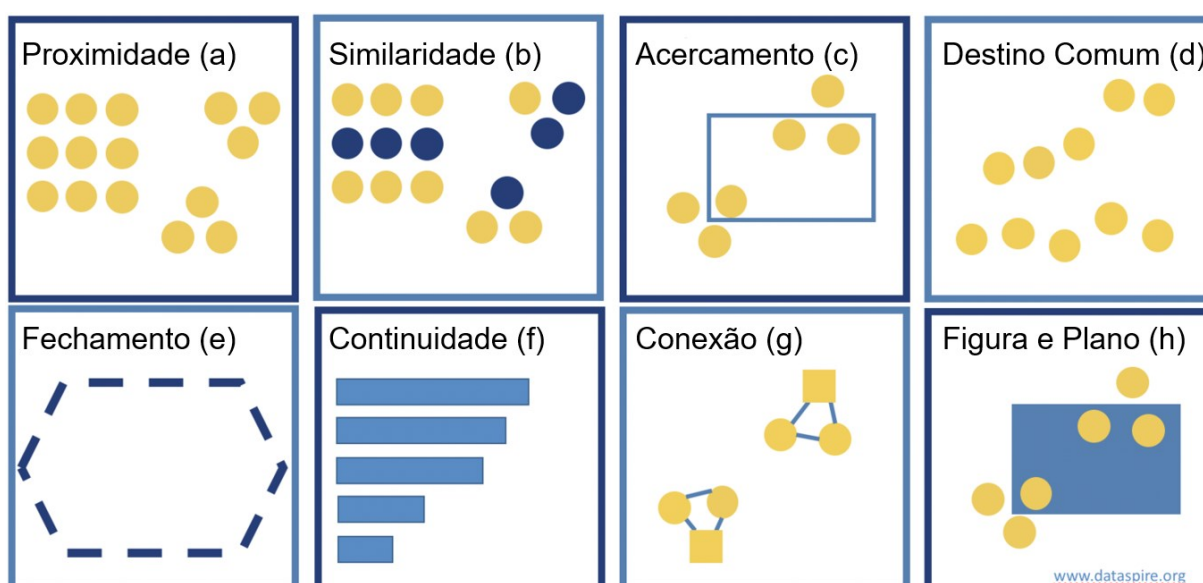 Proximidade (a)
Similaridade (b)
Acercamento (c)
Destino Comum (d)
Fechamento (e)
Continuidade (f)
Conexão (g)
Figura e Plano (h)
www.dataspire.org